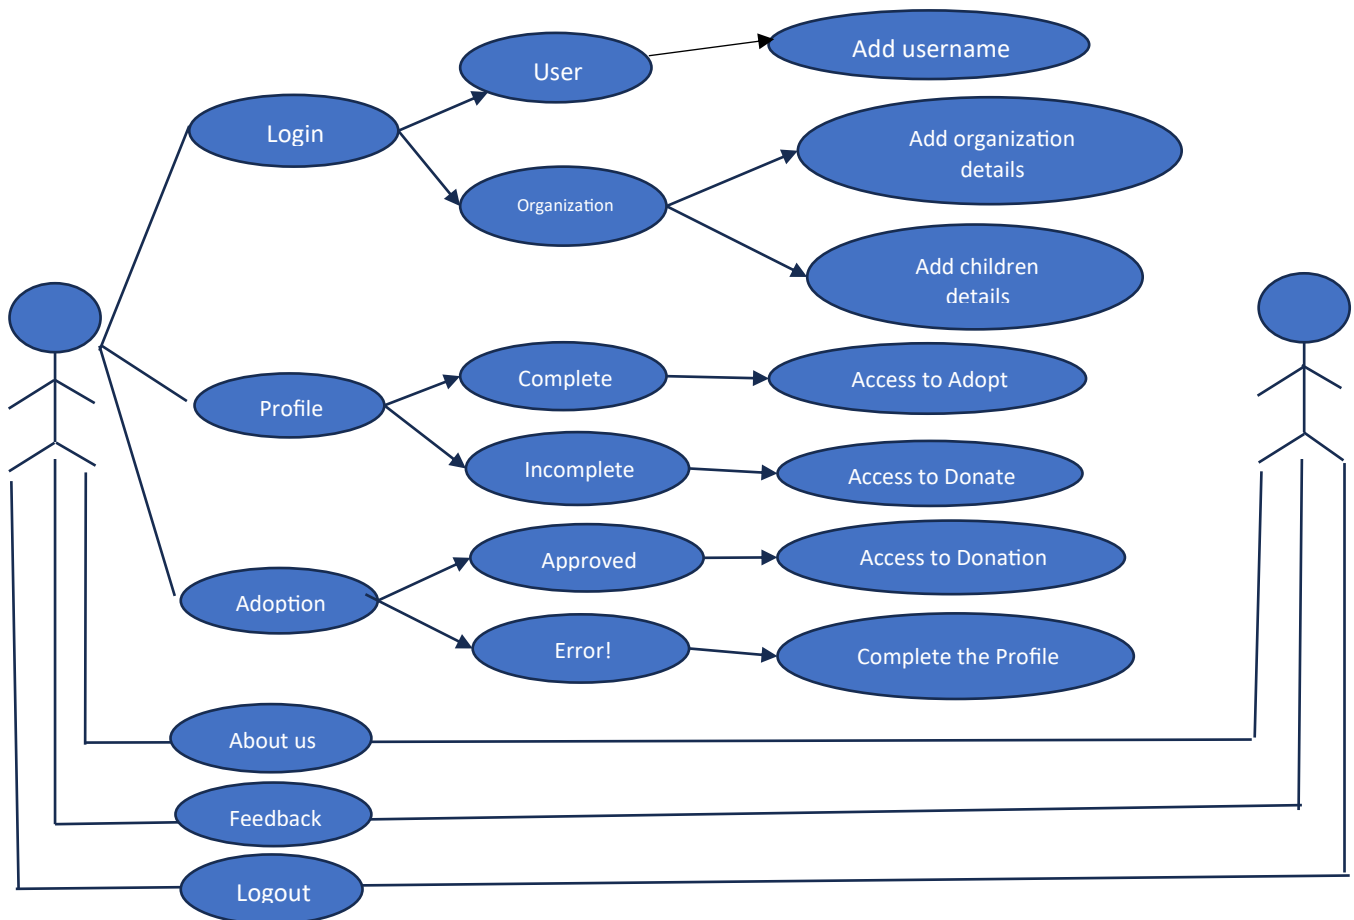 User
Add username
Login
Add organization
details
Organization
Add children
details
Complete
Access to Adopt
Profile
Incomplete
Access to Donate
Approved
Access to Donation
Adoption
Error!
Complete the Profile
About us
Feedback
Logout